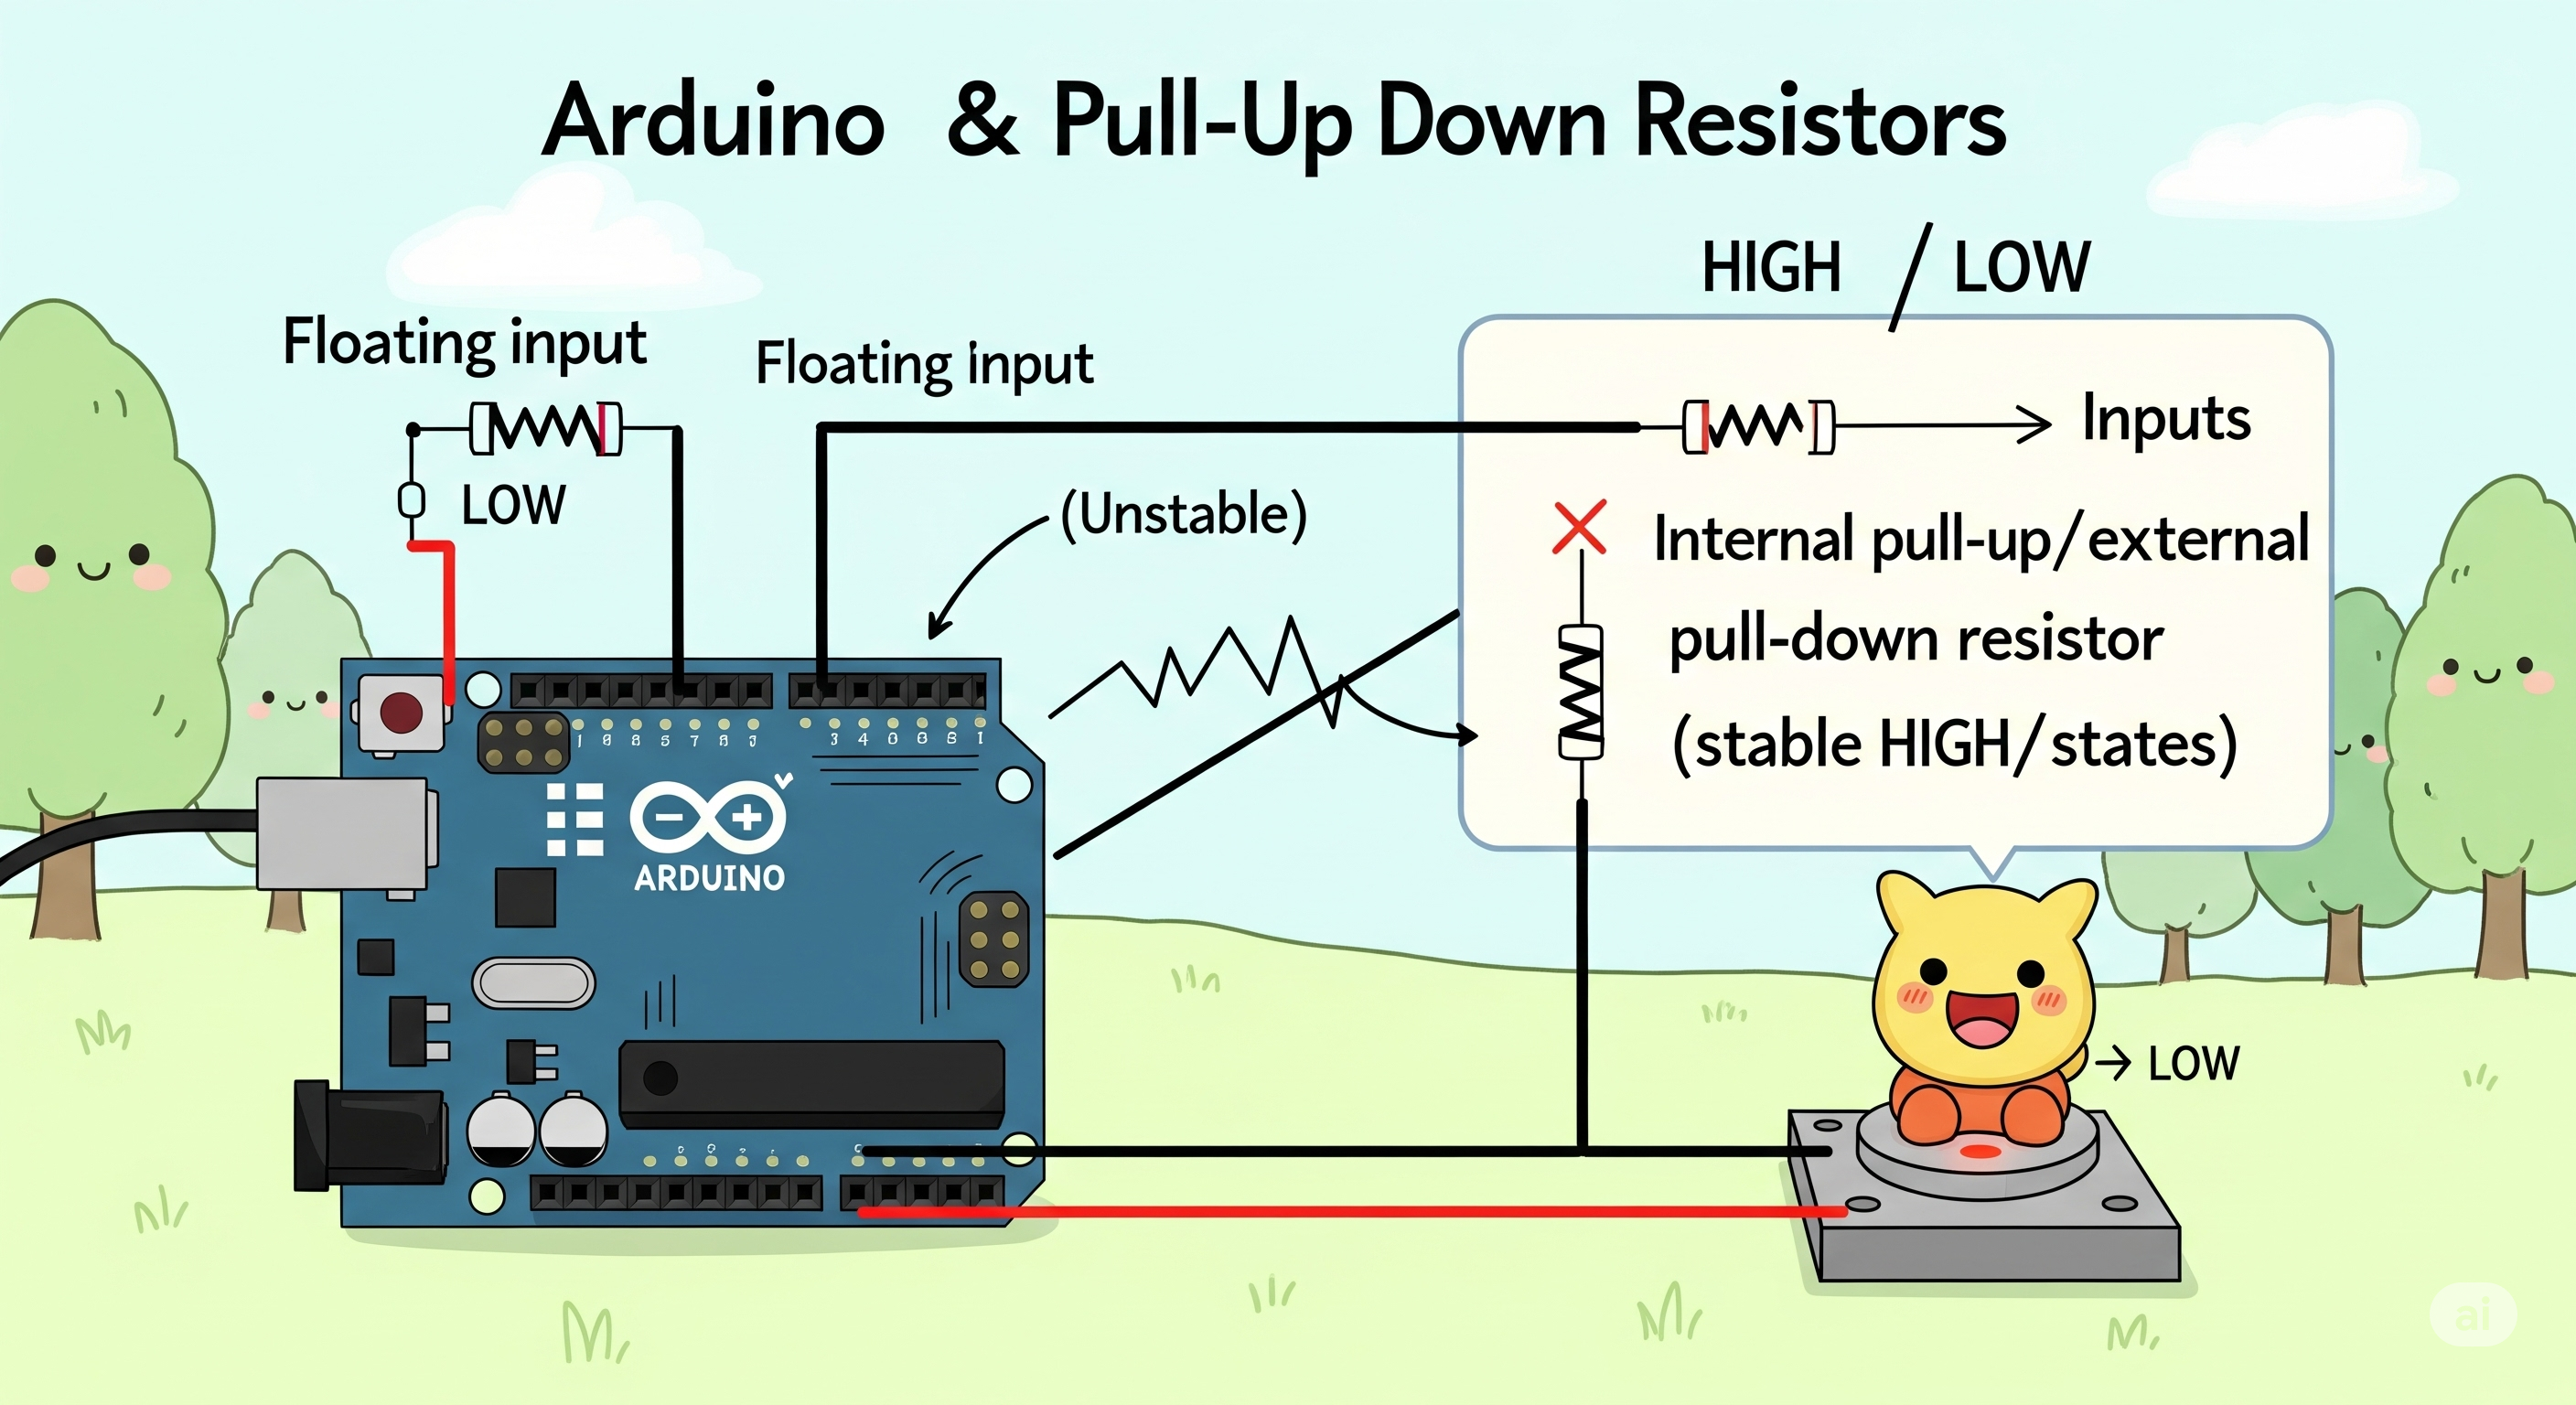 Arduino & Pull-Up Down Resistors
HIGH / LOW
Floating input
Floating input
Inputs
LOW
(Unstable)
Internal pull-up/external
pull-down resistor
(stable HIGH/states)
ARDUINO
LOW
ai